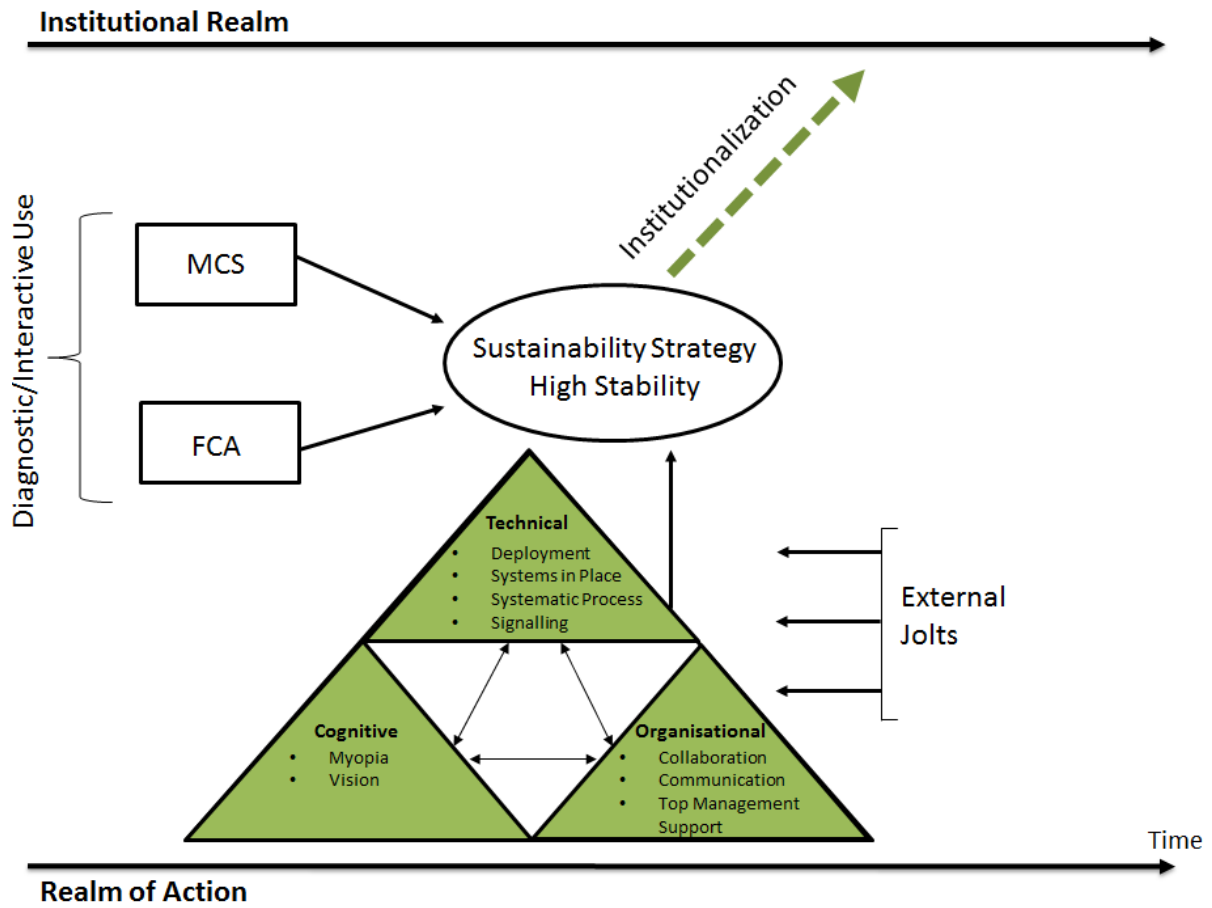 Institutional Realm
Institutionalization
Diagnostic/Interactive Use
MCS
Sustainability Strategy
High Stability
FCA
Technical
• Deployment
• Systems in Place
• Systematic Process
• Signalling
External
Jolts
Cognitive
• Myopia
• Vision
Organisational
• Collaboration
• Communication
• Top Management
Support
Time
Realm of Action